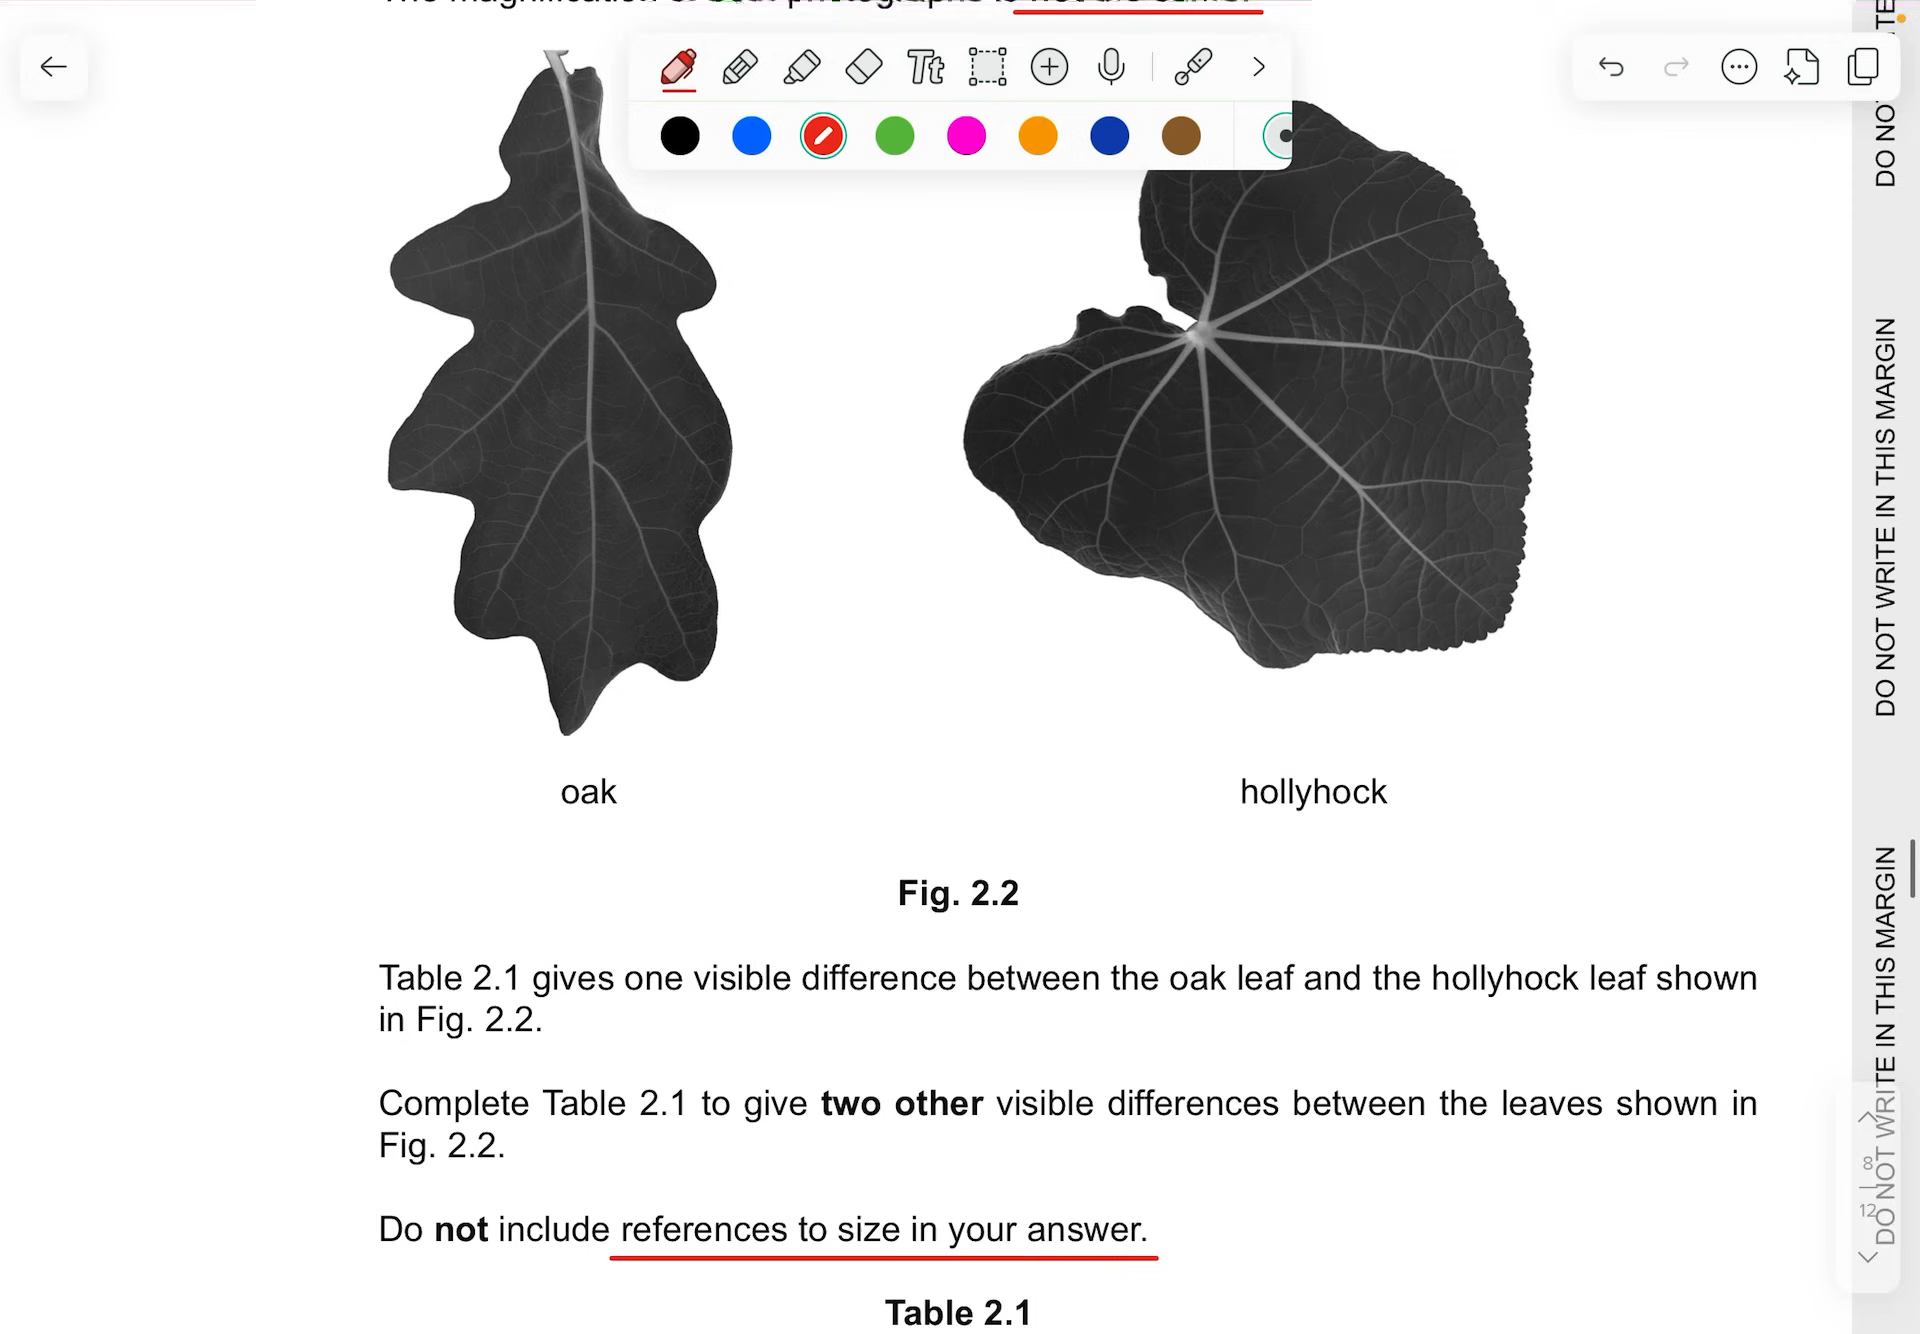 Tt
DO NOT WRITE IN THIS MARGIN
oak
hollyhock
Fig. 2.2
Table 2.1 gives one visible difference between the oak leaf and the hollyhock leaf shown
in Fig. 2.2.
Complete Table 2.1 to give two other visible differences between the leaves shown in
Fig. 2.2.
Do not include references to size in your answer.
Table 2.1
DO NOT WRITE IN THIS MARGIN
8
12